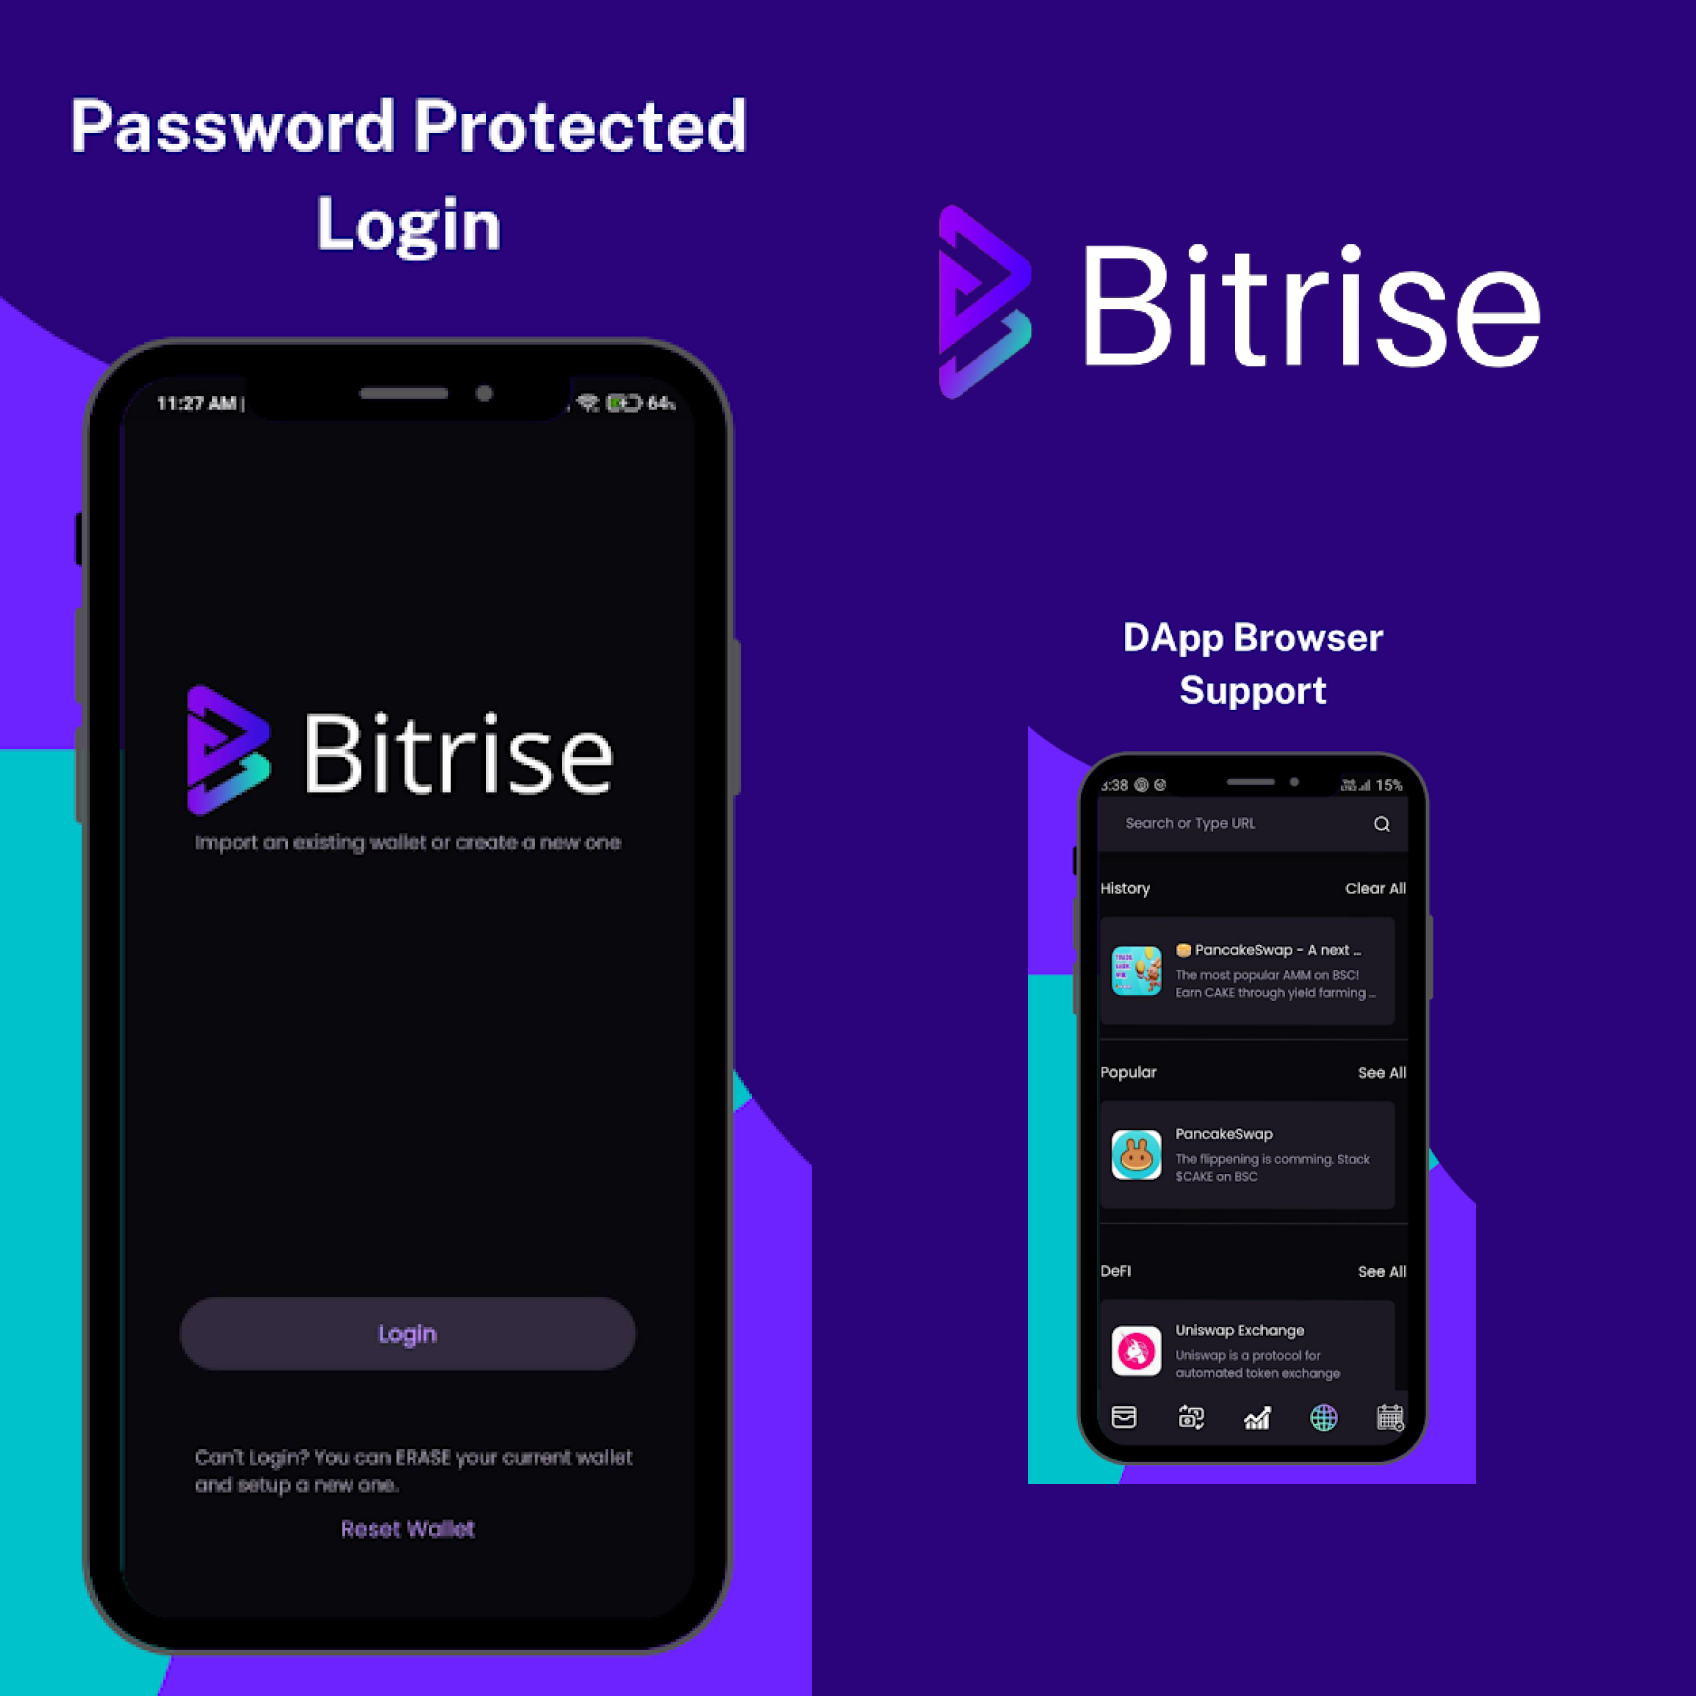 Password Protected
Login
11:27 AM
64%
Bitrise
Import an existing wallet or create a new one
Login
Can't Login? You can ERASE your current wallet
and setup a new one.
Reset Wallet
Bitrise
DApp Browser
Support
:38
15%
Search or Type URL
History Clear All
PancakeSwap - A next ...
The most popular AMM on BSC!
Earn CAKE through yield farming ...
Popular See All
PancakeSwap
The flippening is comming. Stack
$CAKE on BSC
DeFI See All
Uniswap Exchange
Uniswap is a protocol for
automated token exchange